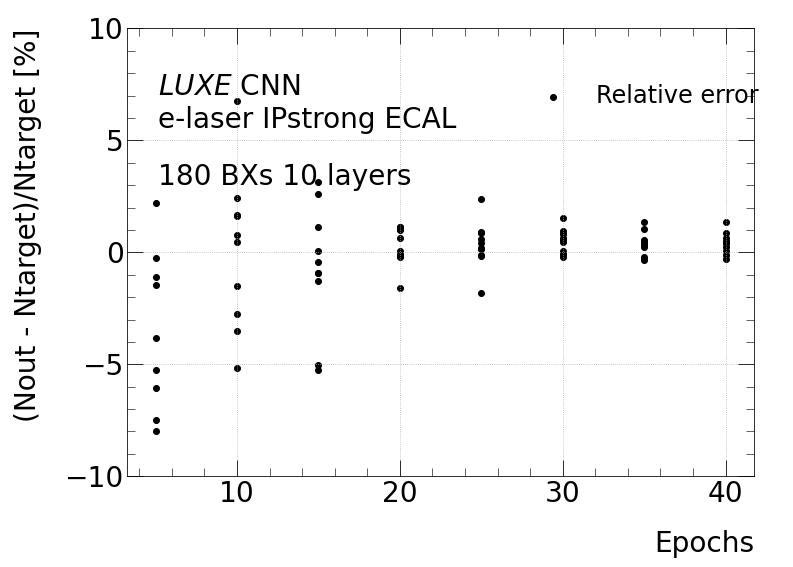 (Nout - Ntarget)/Ntarget [%]
10
5
0
−5
−10
LUXE CNN
e-laser IPstrong ECAL
180 BXs 10 layers
Relative error
10 20 30 40
Epochs